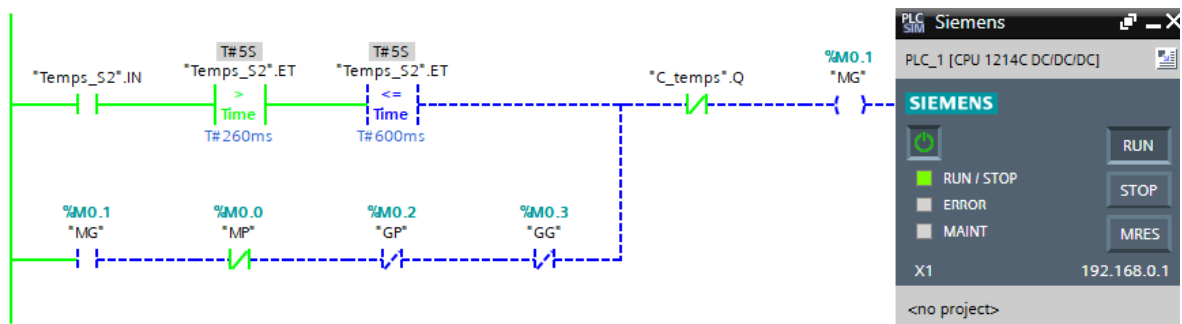 T#5S
T#5S
"Temps_S2".IN
"Temps_S2".ET
"Temps_S2".ET
"C_temps".Q
%M0.1
"MG"
>
Time
<=
Time
T#260ms
T#600ms
%M0.1
%M0.0
%M0.2
%M0.3
"MG"
"MP"
"GP"
"GG"
PLC SIM Siemens
PLC_1 [CPU 1214C DC/DC/DC]
SIEMENS
RUN
RUN / STOP
STOP
ERROR
MAINT
MRES
X1 192.168.0.1
<no project>